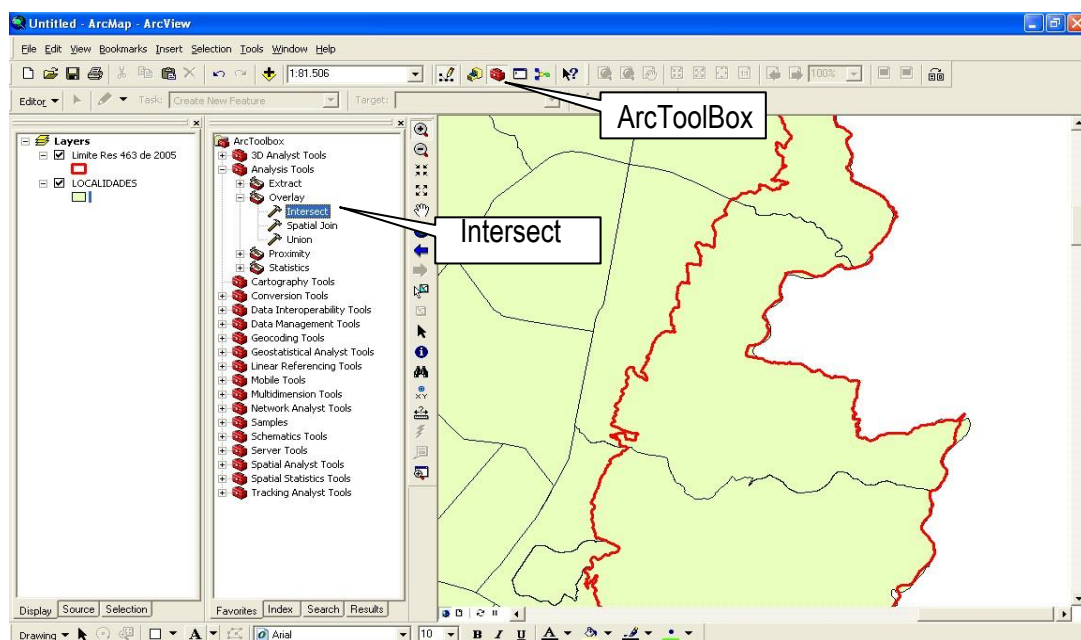 Untitled - ArcMap - ArcView
File Edit View Bookmarks Insert Selection Tools Window Help
1:81.506
100%
Editor Task: Create New Feature Target:
ArcToolBox
Layers
Limite Res 463 de 2005
LOCALIDADES
ArcToolbox
3D Analyst Tools
Analysis Tools
Extract
Overlay
Intersect
Spatial Join
Union
Proximity
Statistics
Cartography Tools
Conversion Tools
Data Interoperability Tools
Data Management Tools
Geocoding Tools
Geostatistical Analyst Tools
Linear Referencing Tools
Mobile Tools
Multidimension Tools
Network Analyst Tools
Samples
Schematics Tools
Server Tools
Spatial Analyst Tools
Spatial Statistics Tools
Tracking Analyst Tools
Intersect
Display Source Selection
Favorites Index Search Results
Drawing A Arial 10 B I U A